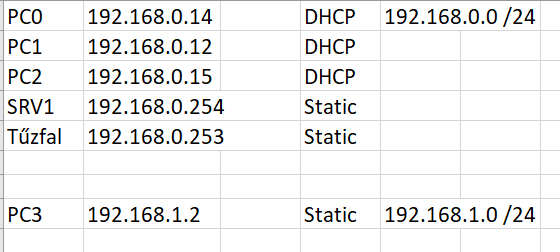 PC0 192.168.0.14 DHCP 192.168.0.0 /24
PC1 192.168.0.12 DHCP
PC2 192.168.0.15 DHCP
SRV1 192.168.0.254 Static
Tűzfal 192.168.0.253 Static
PC3 192.168.1.2 Static 192.168.1.0 /24